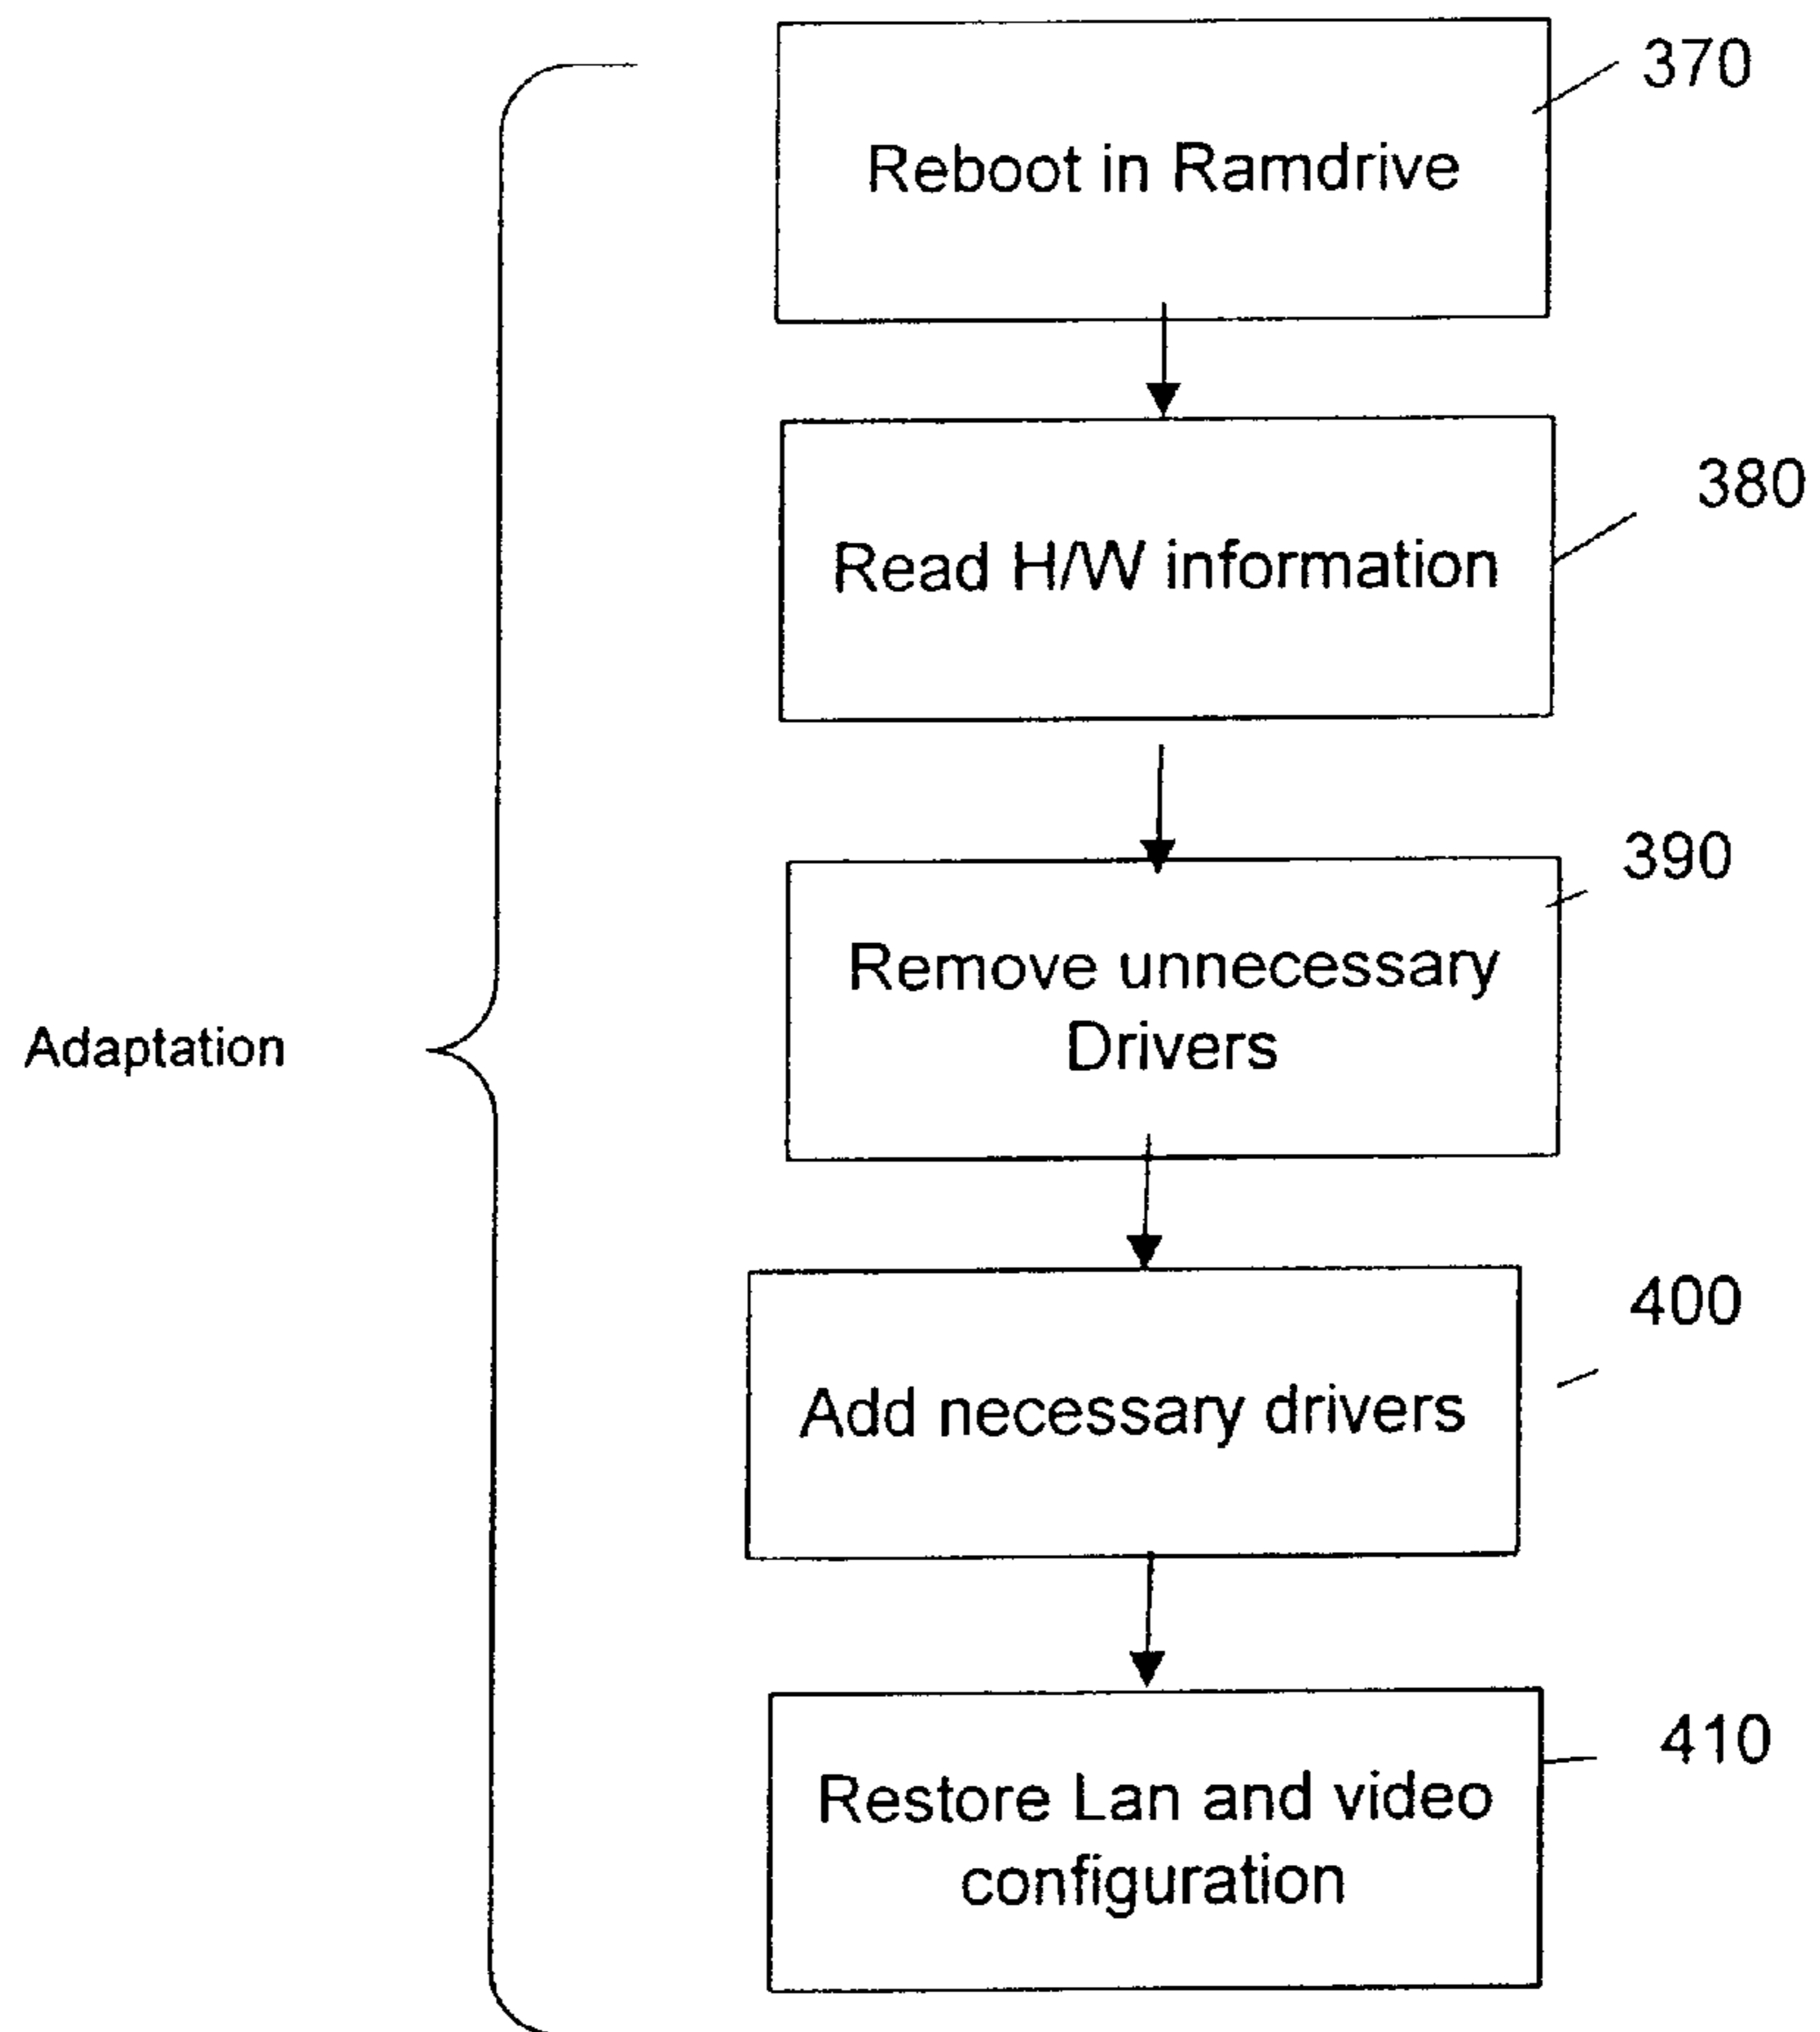 370
Reboot in Ramdrive
380
Read H/W information
390
Remove unnecessary
Drivers
Adaptation
400
Add necessary drivers
410
Restore Lan and video
configuration